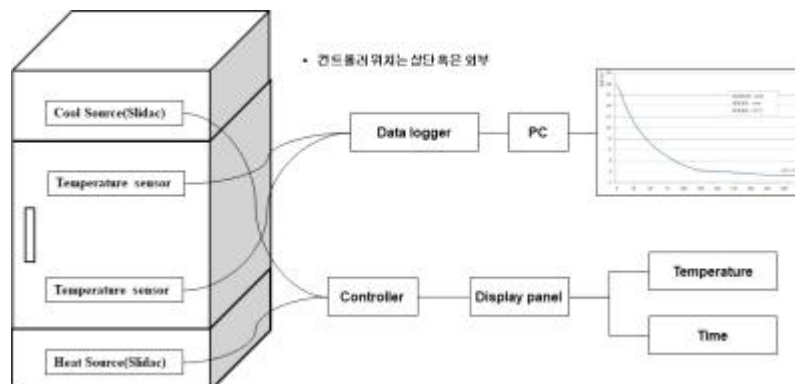 • 컨트롤러 위치는 상단 혹은 외부
Cool Source(Slidac)
Data logger
PC
Temperature sensor
Temperature sensor
Controller
Display panel
Temperature
Time
Heat Source(Slidac)